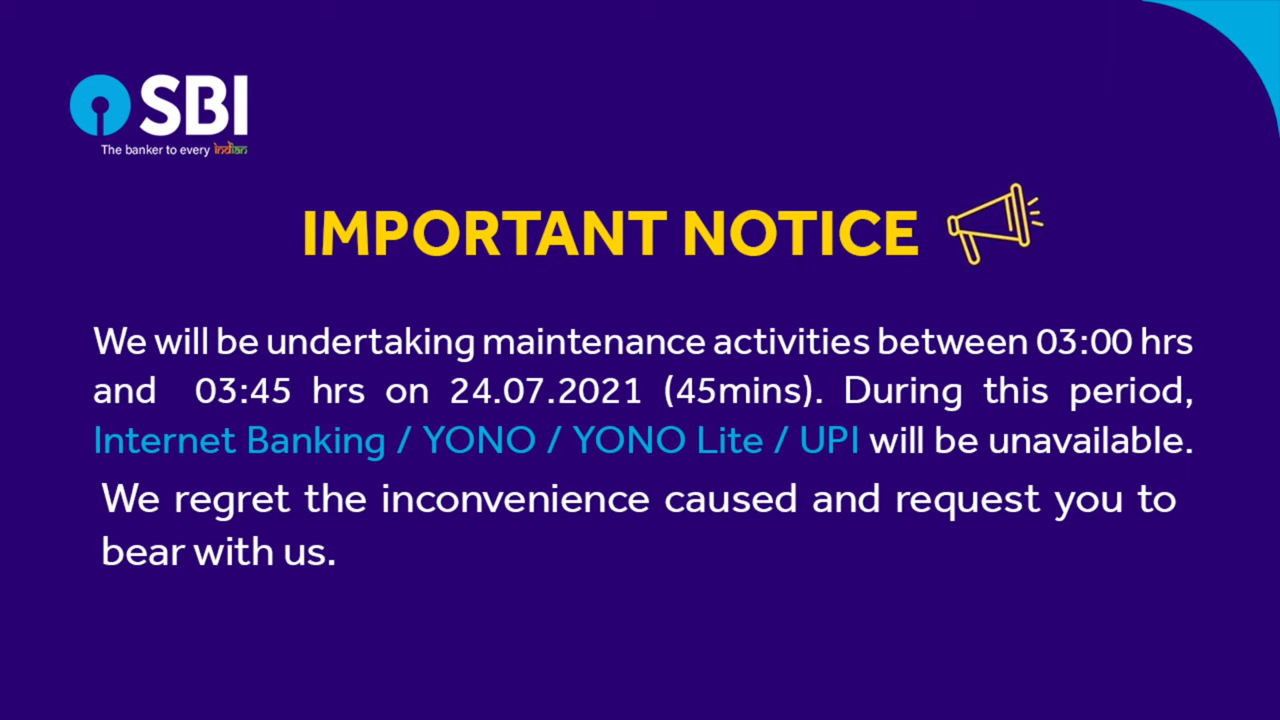 SBI
The banker to every indian
IMPORTANT NOTICE
We will be undertaking maintenance activities between 03:00 hrs
and 03:45 hrs on 24.07.2021 (45mins). During this period,
Internet Banking / YONO / YONO Lite / UPI will be unavailable.
We regret the inconvenience caused and request you to
bear with us.